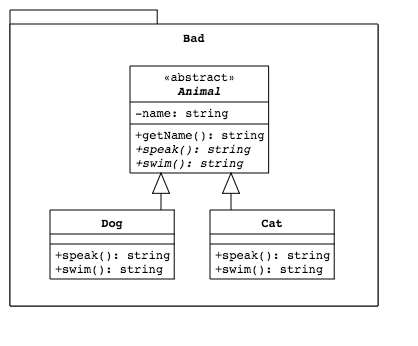 Bad
«abstract»
Animal
-name: string
+getName(): string
+speak(): string
+swim(): string
Dog
+speak(): string
+swim(): string
Cat
+speak(): string
+swim(): string